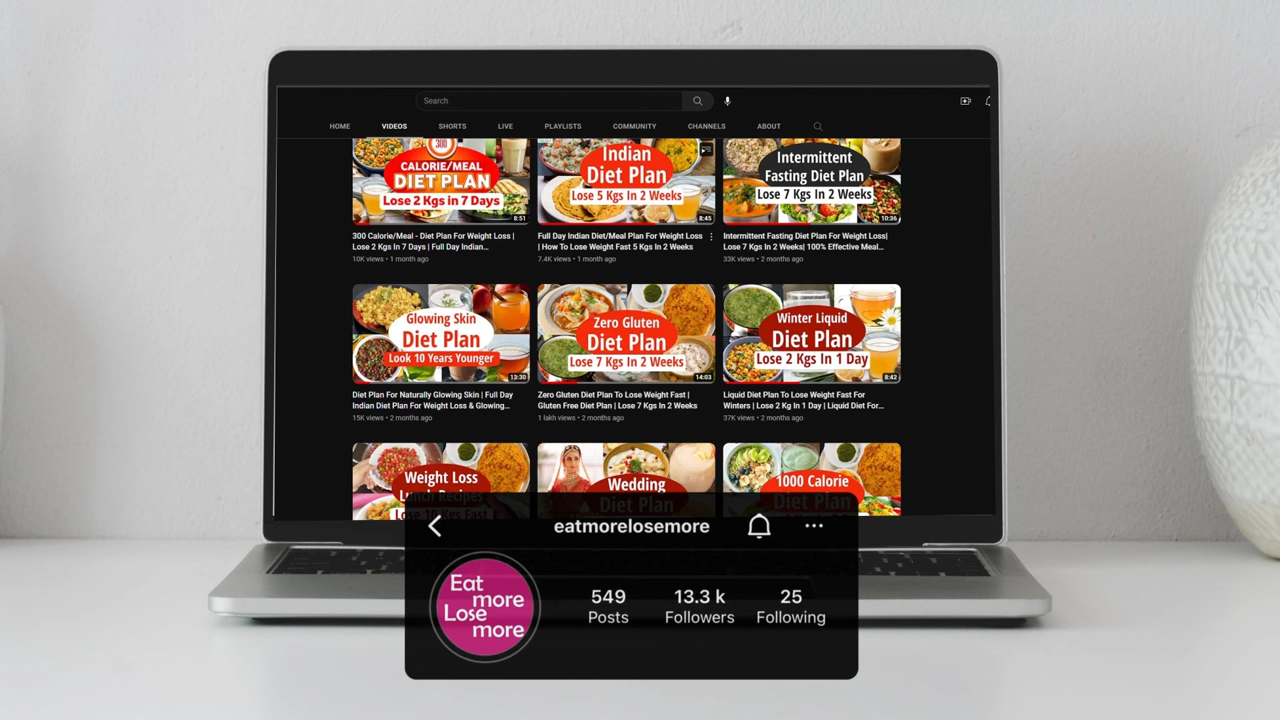 Search
HOME VIDEOS SHORTS LIVE PLAYLISTS COMMUNITY CHANNELS ABOUT
300
CALORIE/MEAL
DIET PLAN
Lose 2 Kgs in 7 Days
8:51
Indian
Diet Plan
Lose 5 Kgs In 2 Weeks
8:45
Intermittent
Fasting Diet Plan
Lose 7 Kgs In 2 Weeks
10:36
300 Calorie/Meal - Diet Plan For Weight Loss |
Lose 2 Kgs In 7 Days | Full Day Indian...
10K views • 1 month ago
Full Day Indian Diet/Meal Plan For Weight Loss
| How To Lose Weight Fast 5 Kgs In 2 Weeks
7.4K views • 1 month ago
Intermittent Fasting Diet Plan For Weight Loss|
Lose 7 Kgs In 2 Weeks| 100% Effective Meal...
33K views • 2 months ago
Glowing Skin
Diet Plan
Look 10 Years Younger
13:30
Zero Gluten
Diet Plan
Lose 7 Kgs In 2 Weeks
14:03
Winter Liquid
Diet Plan
Lose 2 Kgs In 1 Day
8:42
Diet Plan For Naturally Glowing Skin | Full Day
Indian Diet Plan For Weight Loss & Glowing...
15K views • 2 months ago
Zero Gluten Diet Plan To Lose Weight Fast |
Gluten Free Diet Plan | Lose 7 Kgs In 2 Weeks
1 lakh views • 2 months ago
Liquid Diet Plan To Lose Weight Fast For
Winters | Lose 2 Kg In 1 Day | Liquid Diet For...
37K views • 2 months ago
Weight Loss
Lunch Recipes
Lose 10 Kgs Fast
Wedding
Diet Plan
1000 Calorie
Diet Plan
eatmorelosemore
Eat
more
Lose
more
549 13.3 k 25
Posts Followers Following